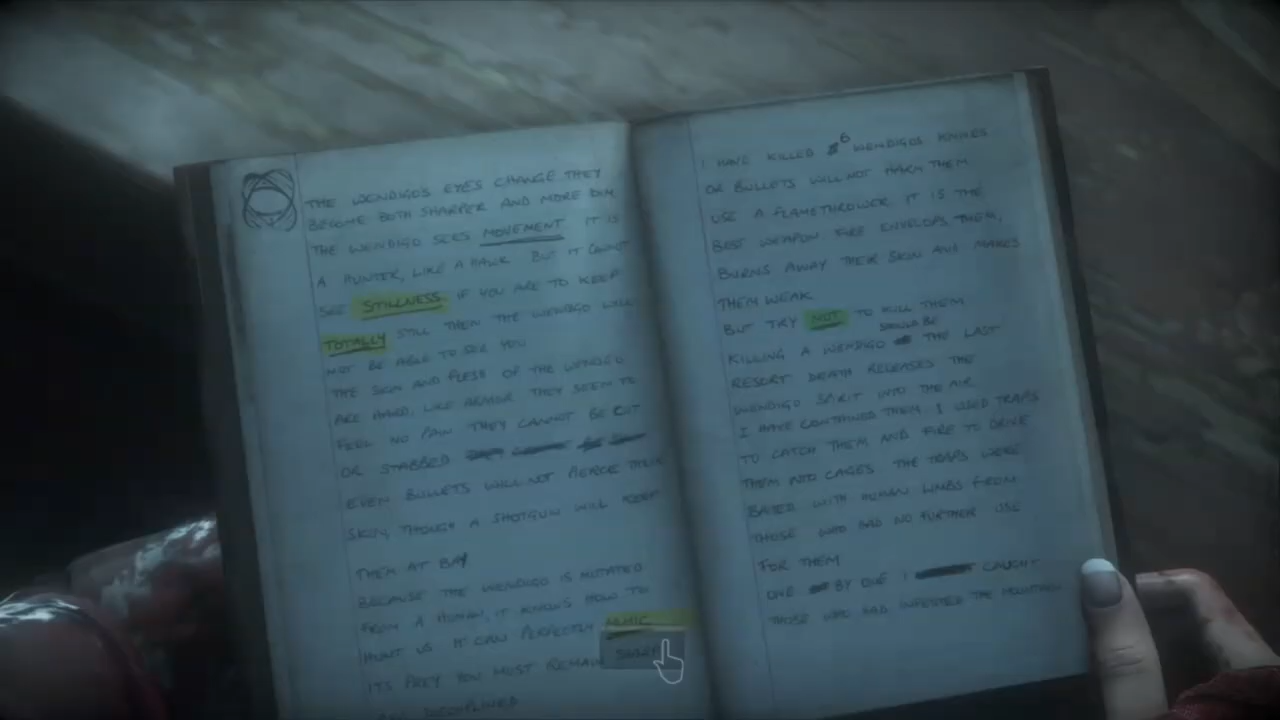 THE WENDIGO'S EYES CHANGE THEY
BECOME BOTH SHARPER AND MORE DIM
THE WENDIGO SEES MOVEMENT IT IS
A HUNTER, LIKE A HAWK BUT IT CANNOT
SEE STILLNESS. IF YOU ARE TO KEEP
TOTALLY STILL THEN THE WENDIGO WILL
NOT BE ABLE TO SEE YOU
THE SKIN AND FLESH OF THE WENDIGO
ARE HARD, LIKE ARMOR THEY SEEM TO
FEEL NO PAIN THEY CANNOT BE CUT
OR STABBED
EVEN BULLETS WILL NOT PIERCE THEIR
SKIN, THOUGH A SHOTGUN WILL KEEP
THEM AT BAY
BECAUSE THE WENDIGO IS MUTATED
FROM A HUMAN, IT KNOWS HOW TO
HUNT US IT CAN PERFECTLY MIMIC
ITS PREY YOU MUST REMAIN SHARP
AND DISCIPLINED
I HAVE KILLED 6 WENDIGOS KNIVES
OR BULLETS WILL NOT HARM THEM
USE A FLAMETHROWER IT IS THE
BEST WEAPON FIRE ENVELOPS THEM,
BURNS AWAY THEIR SKIN AND MAKES
THEM WEAK
BUT TRY NOT TO KILL THEM
SHOULD BE
KILLING A WENDIGO THE LAST
RESORT DEATH RELEASES THE
WENDIGO SPIRIT INTO THE AIR
I HAVE CONTAINED THEM I USED TRAPS
TO CATCH THEM AND FIRE TO DRIVE
THEM INTO CAGES THE TRAPS WERE
BAITED WITH HUMAN LIMBS FROM
THOSE WHO HAD NO FURTHER USE
FOR THEM
ONE BY ONE I CAUGHT
THOSE WHO HAD INFESTED THE MOUNTAIN